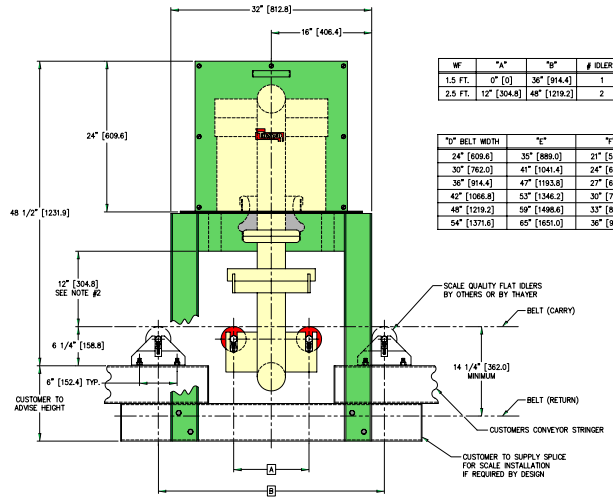 32" [812.8]
16" [406.4]
24" [609.6]
48 1/2" [1231.9]
12" [304.8]
SEE NOTE #2
6 1/4" [158.8]
6" [152.4] TYP.
CUSTOMER TO
ADVISE HEIGHT
WF "A" "B" # IDLER
1.5 FT. 0" [0] 36" [914.4] 1
2.5 FT. 12" [304.8] 48" [1219.2] 2
"D" BELT WIDTH "E" "F"
24" [609.6] 35" [889.0] 21" [5
30" [762.0] 41" [1041.4] 24" [6
36" [914.4] 47" [1193.8] 27" [6
42" [1066.8] 53" [1346.2] 30" [7
48" [1219.2] 59" [1498.6] 33" [8
54" [1371.6] 65" [1651.0] 36" [9
SCALE QUALITY FLAT IDLERS
BY OTHERS OR BY THAYER
BELT (CARRY)
14 1/4" [362.0]
MINIMUM
BELT (RETURN)
CUSTOMERS CONVEYOR STRINGER
CUSTOMER TO SUPPLY SPLICE
FOR SCALE INSTALLATION
IF REQUIRED BY DESIGN
A
B